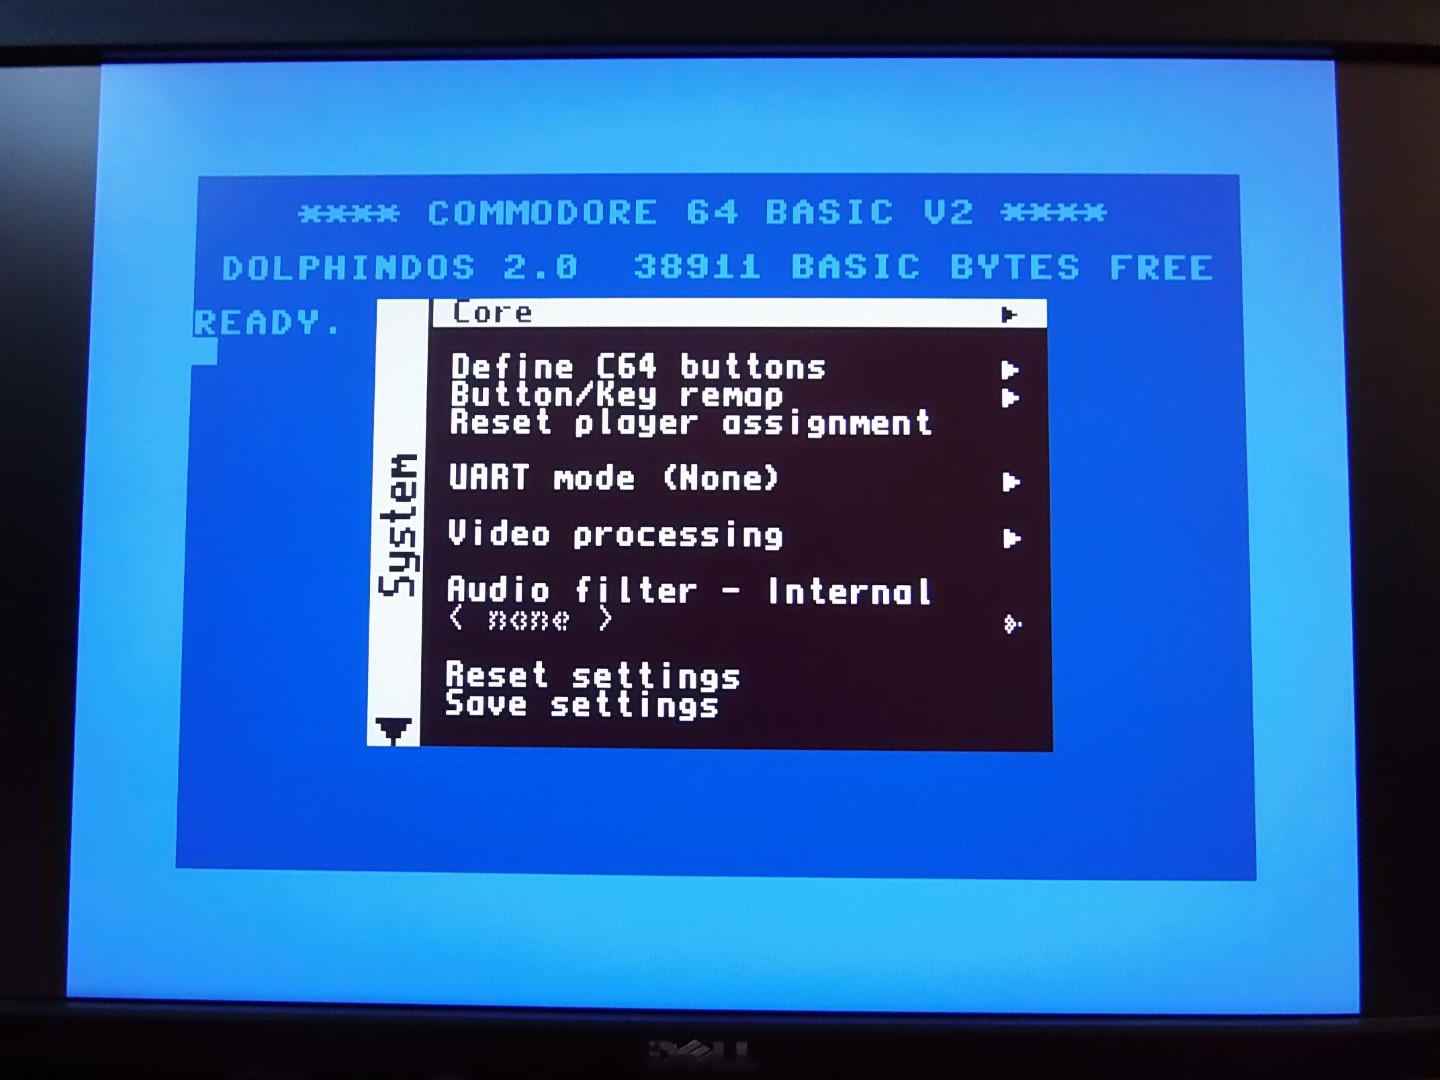 **** COMMODORE 64 BASIC V2 ****
DOLPHINDOS 2.0  38911 BASIC BYTES FREE
READY.
System
Core
Define C64 buttons
Button/Key remap
Reset player assignment
UART mode (None)
Video processing
Audio filter - Internal
< none >
Reset settings
Save settings
DELL